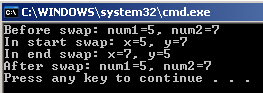 C:\WINDOWS\system32\cmd.exe
Before swap: num1=5, num2=7
In start swap: x=5, y=7
In end swap: x=7, y=5
After swap: num1=5, num2=7
Press any key to continue . . .